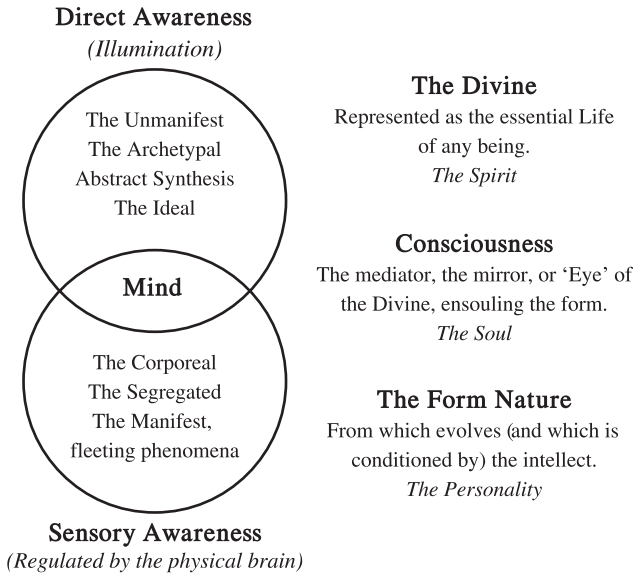 Direct Awareness
(Illumination)
The Unmanifest
The Archetypal
Abstract Synthesis
The Ideal
Mind
The Corporeal
The Segregated
The Manifest,
fleeting phenomena
Sensory Awareness
(Regulated by the physical brain)
The Divine
Represented as the essential Life
of any being.
The Spirit
Consciousness
The mediator, the mirror, or ‘Eye’ of
the Divine, ensouling the form.
The Soul
The Form Nature
From which evolves (and which is
conditioned by) the intellect.
The Personality